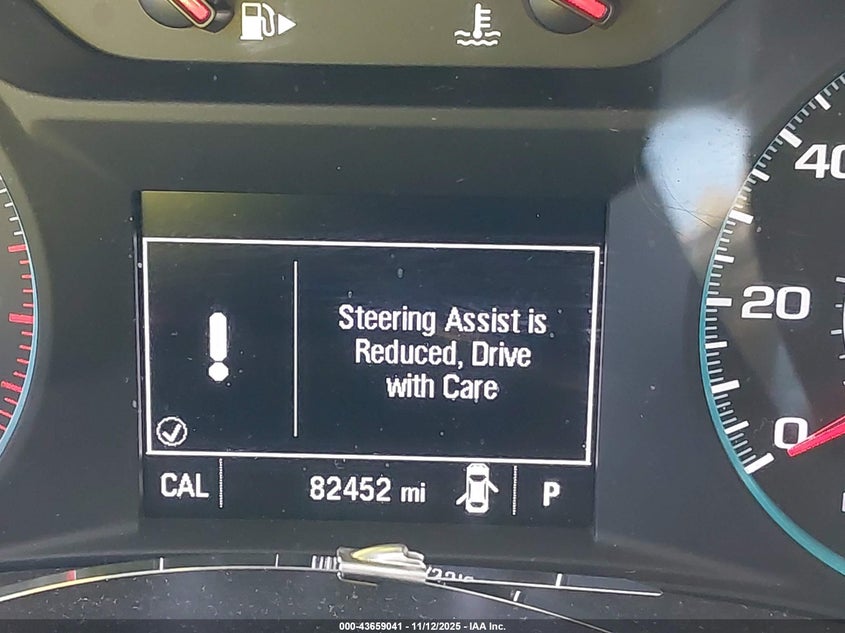 40
Steering Assist is
Reduced, Drive
with Care
20
0
CAL 82452 mi P
000-43659041 - 11/12/2025 - IAA Inc.